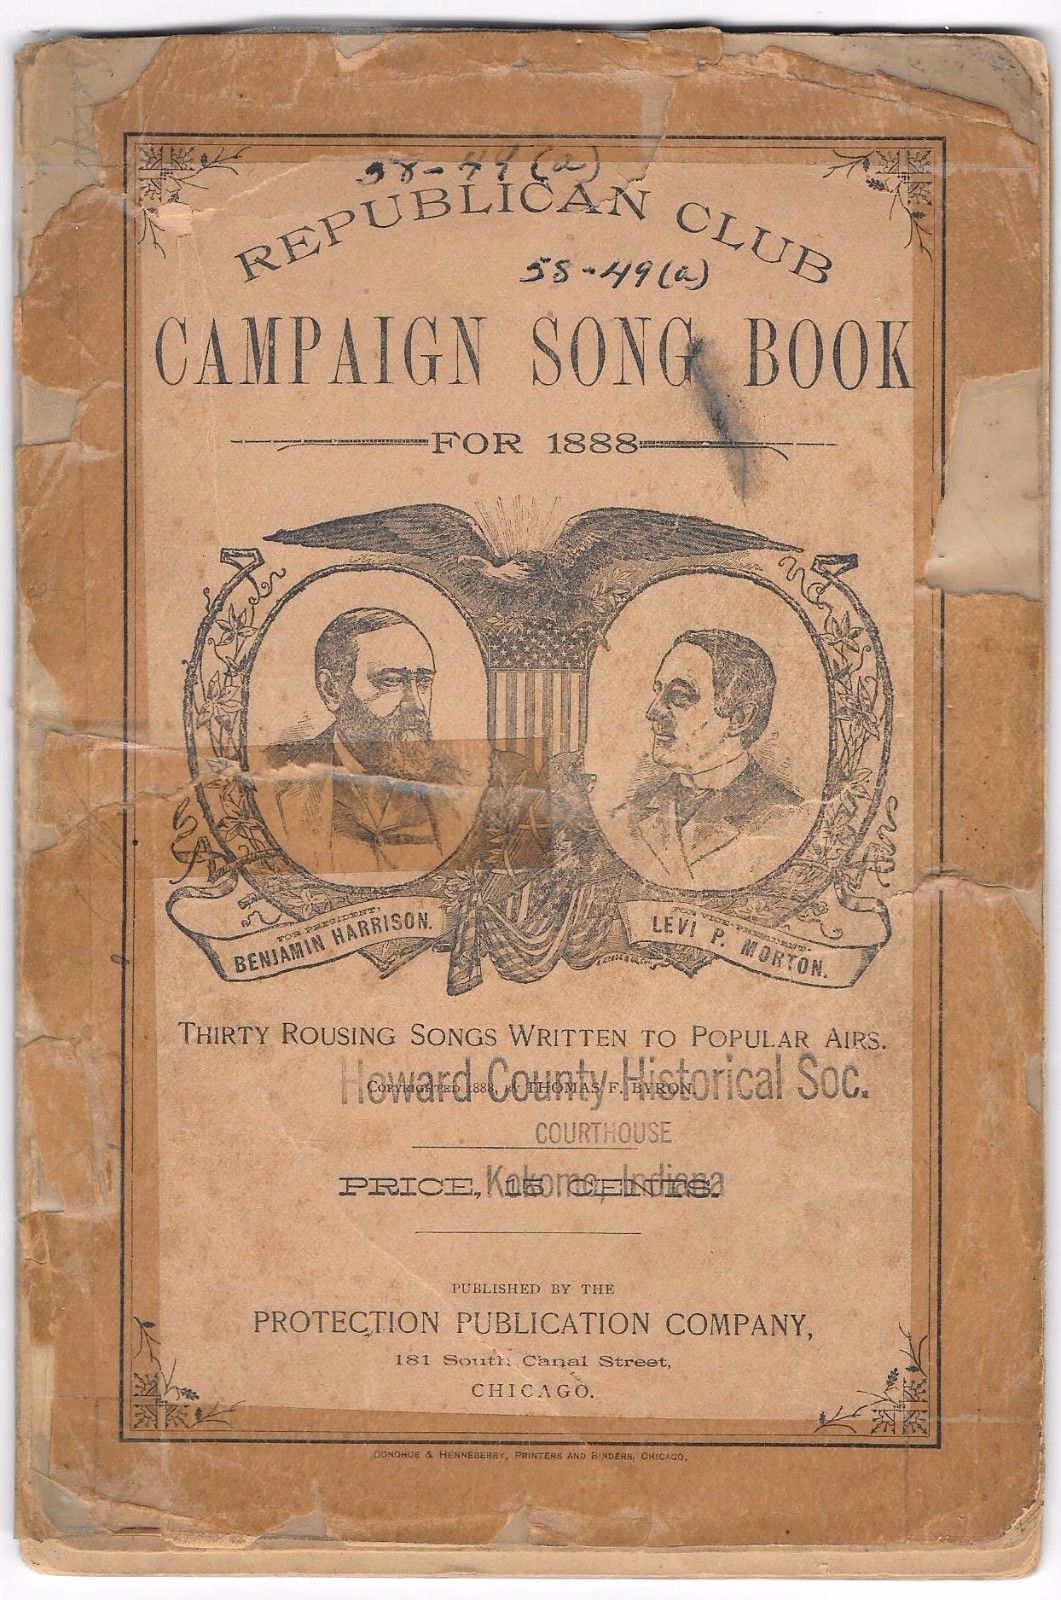 58-49(a)
REPUBLICAN CLUB
58-49(a)
CAMPAIGN SONG BOOK
FOR 1888
FOR PRESIDENT:
BENJAMIN HARRISON.
FOR VICE-PRESIDENT:
LEVI P. MORTON.
THIRTY ROUSING SONGS WRITTEN TO POPULAR AIRS.
Howard County Historical Soc.
COPYRIGHTED 1888, BY THOMAS F. BYRON.
COURTHOUSE
Kokomo, Indiana
PRICE, 15 CENTS.
PUBLISHED BY THE
PROTECTION PUBLICATION COMPANY,
181 South Canal Street,
CHICAGO.
DONOHUE & HENNEBERRY, PRINTERS AND BINDERS, CHICAGO.